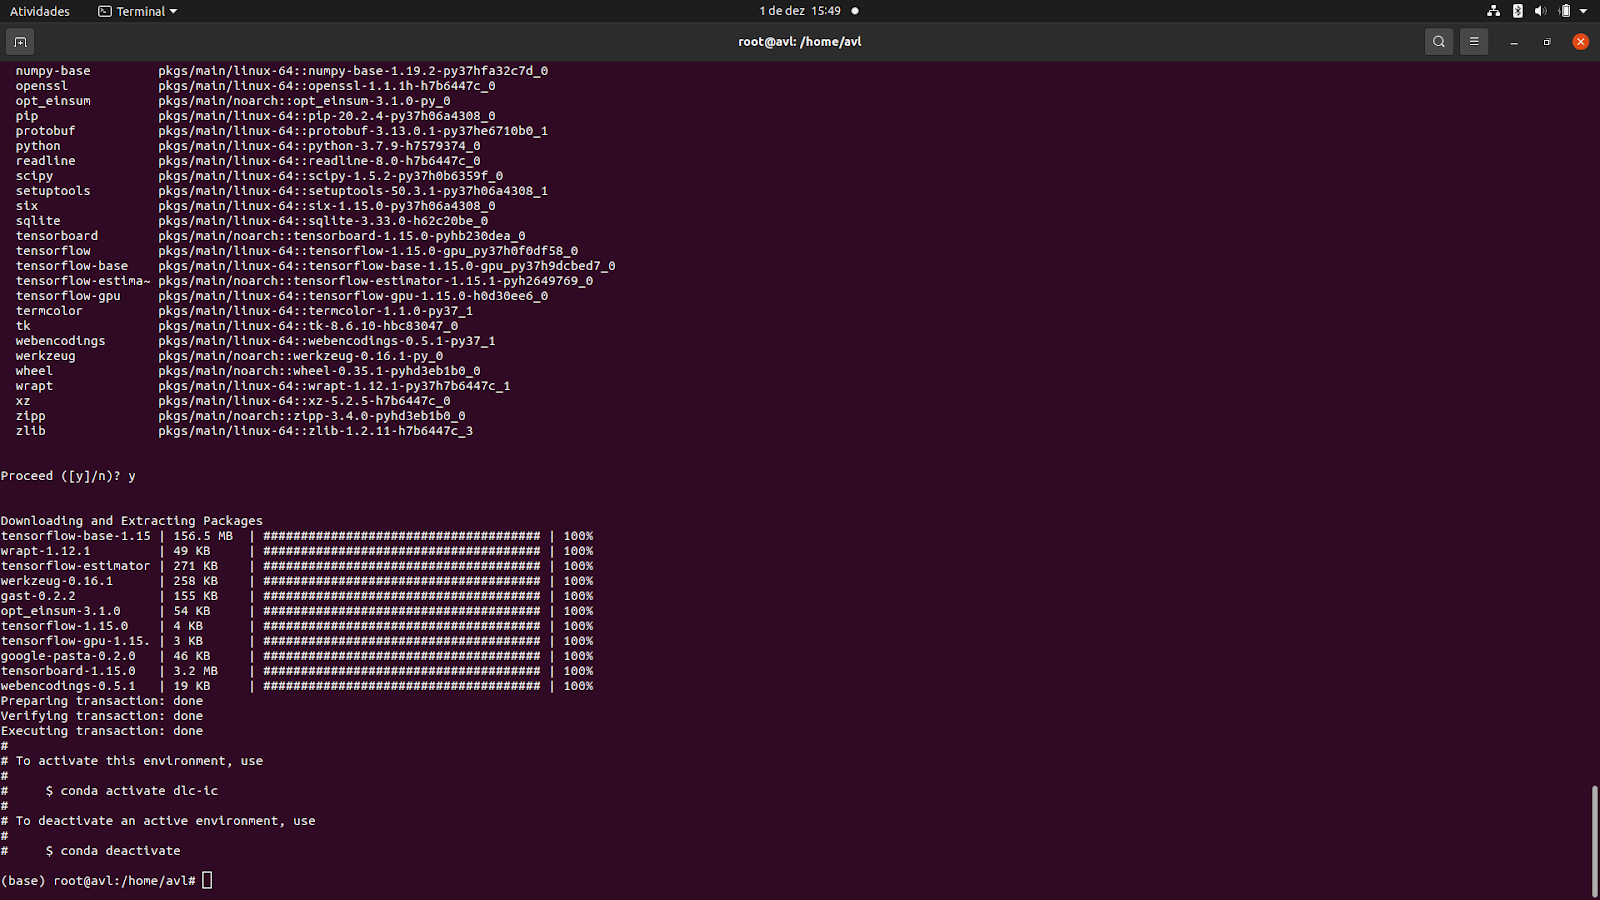 Atividades Terminal 1 de dez 15:49
root@avl: /home/avl
numpy-base pkgs/main/linux-64::numpy-base-1.19.2-py37hfa32c7d_0
openssl pkgs/main/linux-64::openssl-1.1.1h-h7b6447c_0
opt_einsum pkgs/main/noarch::opt_einsum-3.1.0-py_0
pip pkgs/main/linux-64::pip-20.2.4-py37h06a4308_0
protobuf pkgs/main/linux-64::protobuf-3.13.0.1-py37he6710b0_1
python pkgs/main/linux-64::python-3.7.9-h7579374_0
readline pkgs/main/linux-64::readline-8.0-h7b6447c_0
scipy pkgs/main/linux-64::scipy-1.5.2-py37h0b6359f_0
setuptools pkgs/main/linux-64::setuptools-50.3.1-py37h06a4308_1
six pkgs/main/linux-64::six-1.15.0-py37h06a4308_0
sqlite pkgs/main/linux-64::sqlite-3.33.0-h62c20be_0
tensorboard pkgs/main/noarch::tensorboard-1.15.0-pyhb230dea_0
tensorflow pkgs/main/linux-64::tensorflow-1.15.0-gpu_py37h0f0df58_0
tensorflow-base pkgs/main/linux-64::tensorflow-base-1.15.0-gpu_py37h9dcbed7_0
tensorflow-estima~ pkgs/main/noarch::tensorflow-estimator-1.15.1-pyh2649769_0
tensorflow-gpu pkgs/main/linux-64::tensorflow-gpu-1.15.0-h0d30ee6_0
termcolor pkgs/main/linux-64::termcolor-1.1.0-py37_1
tk pkgs/main/linux-64::tk-8.6.10-hbc83047_0
webencodings pkgs/main/linux-64::webencodings-0.5.1-py37_1
werkzeug pkgs/main/noarch::werkzeug-0.16.1-py_0
wheel pkgs/main/noarch::wheel-0.35.1-pyhd3eb1b0_0
wrapt pkgs/main/linux-64::wrapt-1.12.1-py37h7b6447c_1
xz pkgs/main/linux-64::xz-5.2.5-h7b6447c_0
zipp pkgs/main/noarch::zipp-3.4.0-pyhd3eb1b0_0
zlib pkgs/main/linux-64::zlib-1.2.11-h7b6447c_3
Proceed ([y]/n)? y
Downloading and Extracting Packages
tensorflow-base-1.15 | 156.5 MB | ##################################### | 100%
wrapt-1.12.1 | 49 KB | ##################################### | 100%
tensorflow-estimator | 271 KB | ##################################### | 100%
werkzeug-0.16.1 | 258 KB | ##################################### | 100%
gast-0.2.2 | 155 KB | ##################################### | 100%
opt_einsum-3.1.0 | 54 KB | ##################################### | 100%
tensorflow-1.15.0 | 4 KB | ##################################### | 100%
tensorflow-gpu-1.15. | 3 KB | ##################################### | 100%
google-pasta-0.2.0 | 46 KB | ##################################### | 100%
tensorboard-1.15.0 | 3.2 MB | ##################################### | 100%
webencodings-0.5.1 | 19 KB | ##################################### | 100%
Preparing transaction: done
Verifying transaction: done
Executing transaction: done
#
# To activate this environment, use
#
# $ conda activate dlc-ic
#
# To deactivate an active environment, use
#
# $ conda deactivate
(base) root@avl:/home/avl#